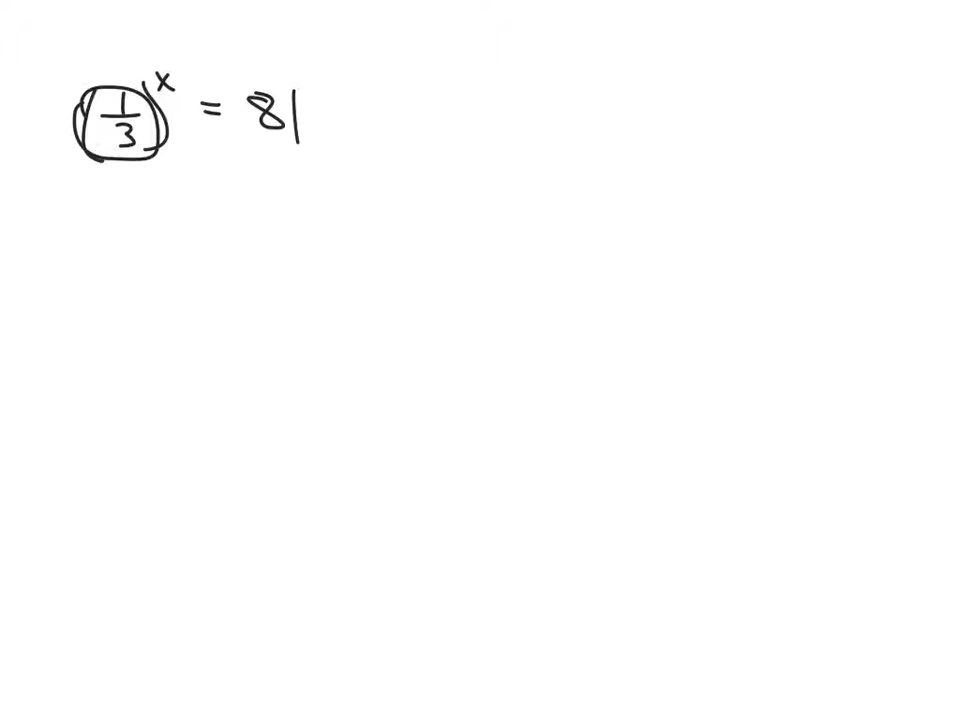 (1/3)^x = 81